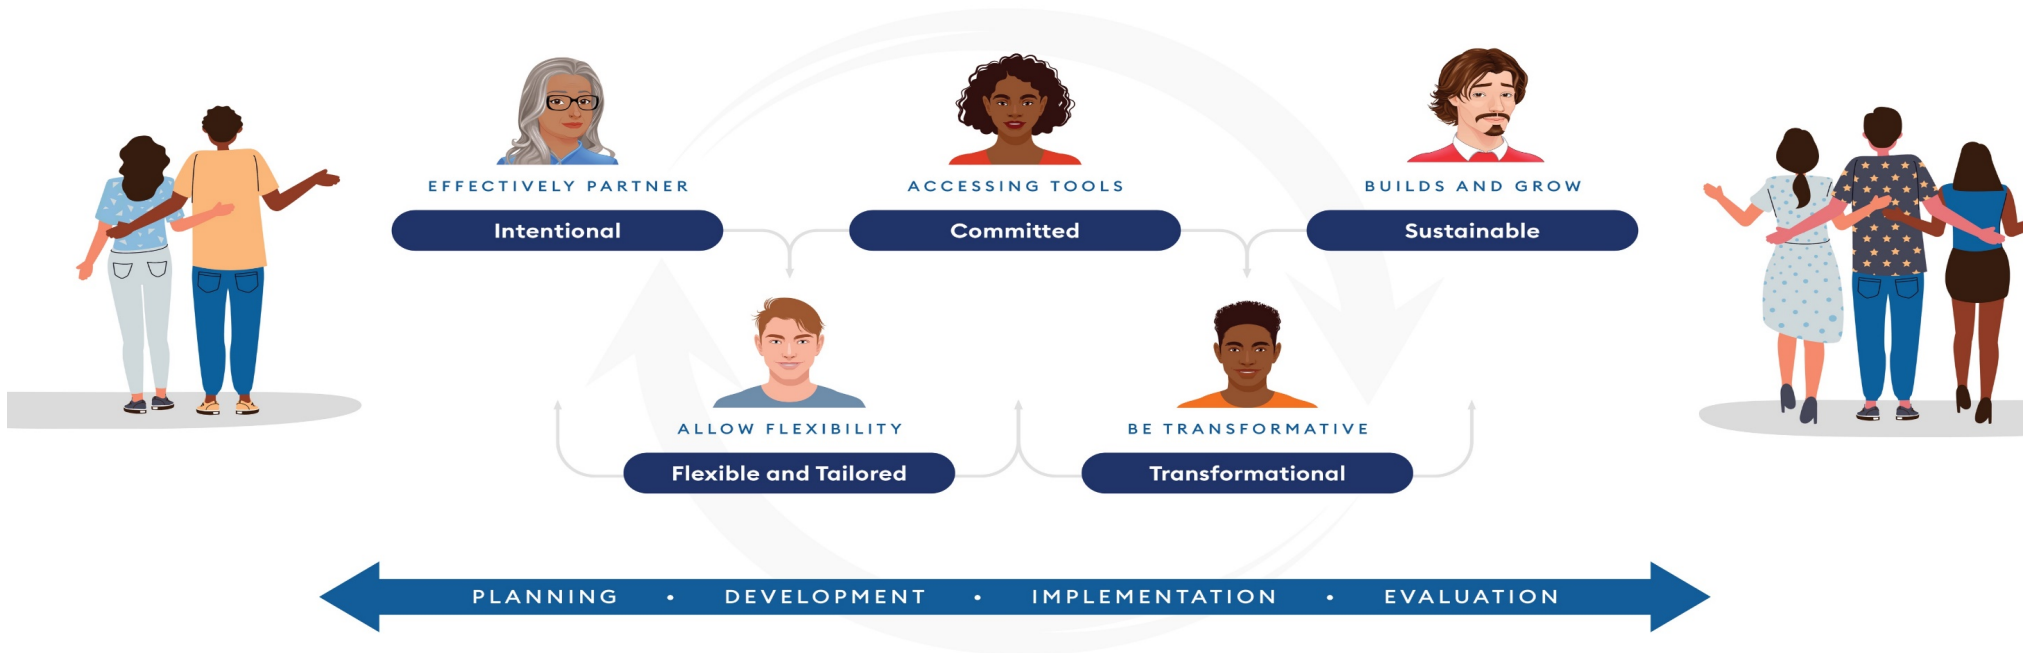 EFFECTIVELY PARTNER
Intentional
ACCESSING TOOLS
Committed
BUILDS AND GROW
Sustainable
ALLOW FLEXIBILITY
Flexible and Tailored
BE TRANSFORMATIVE
Transformational
PLANNING • DEVELOPMENT • IMPLEMENTATION • EVALUATION